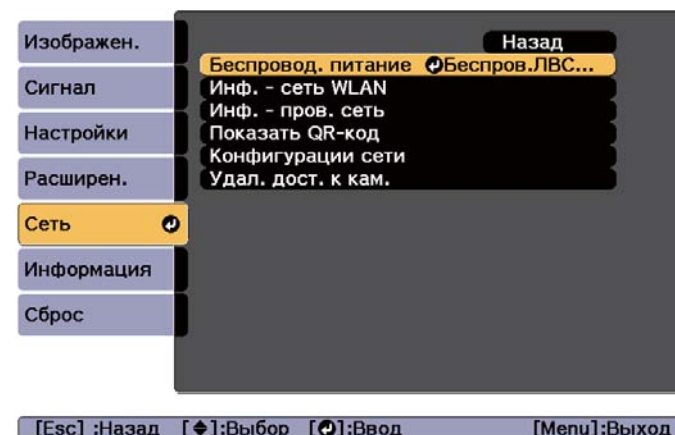 Изображен.
Сигнал
Настройки
Расширен.
Сеть
Информация
Сброс
Назад
Беспровод. питание Беспров.ЛВС...
Инф. - сеть WLAN
Инф. - пров. сеть
Показать QR-код
Конфигурации сети
Удал. дост. к кам.
[Esc] :Назад [◆]:Выбор [↵]:Ввод [Menu]:Выход